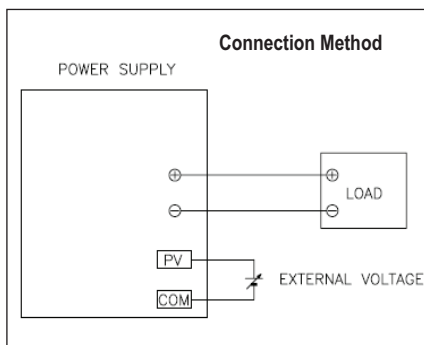 Connection Method
POWER SUPPLY
+
+
LOAD
−
−
PV
EXTERNAL VOLTAGE
COM